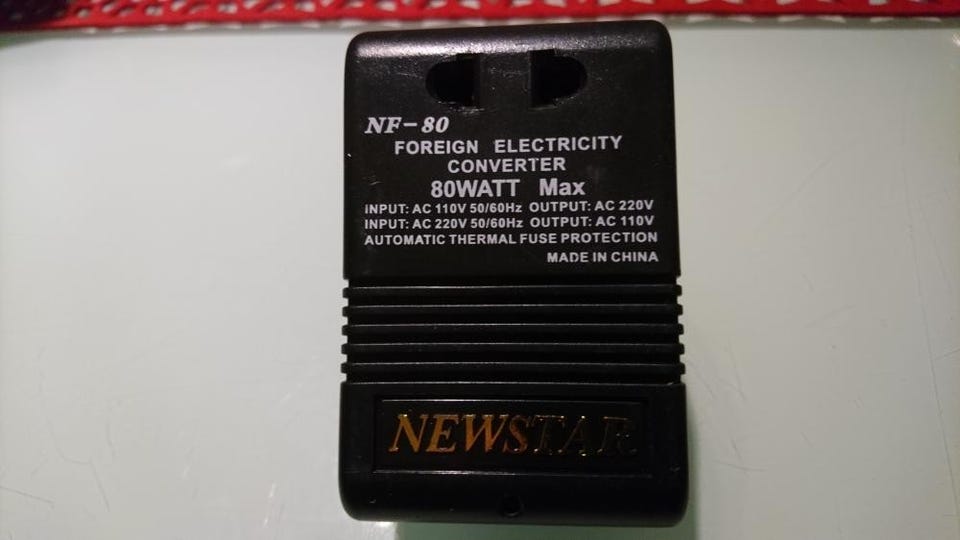 NF-80
FOREIGN ELECTRICITY
CONVERTER
80WATT Max
INPUT: AC 110V 50/60Hz OUTPUT: AC 220V
INPUT: AC 220V 50/60Hz OUTPUT: AC 110V
AUTOMATIC THERMAL FUSE PROTECTION
MADE IN CHINA
NEWSTAR